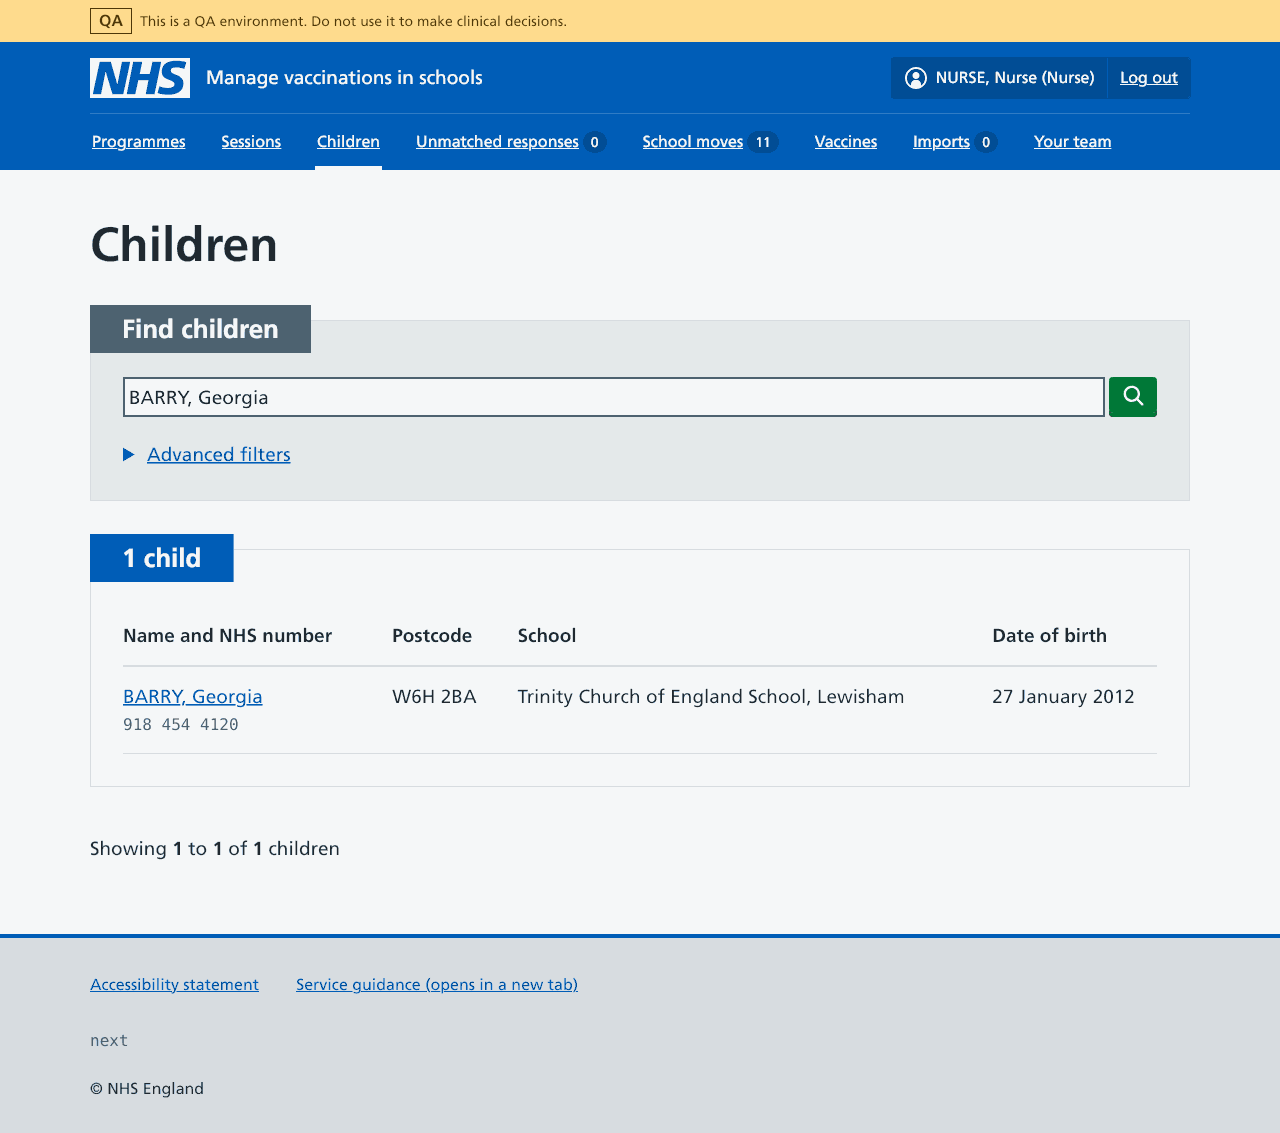 QA This is a QA environment. Do not use it to make clinical decisions.
NHS Manage vaccinations in schools NURSE, Nurse (Nurse) Log out
Programmes Sessions Children Unmatched responses 0 School moves 11 Vaccines Imports 0 Your team
Children
Find children
BARRY, Georgia
Advanced filters
1 child
Name and NHS number Postcode School Date of birth
BARRY, Georgia W6H 2BA Trinity Church of England School, Lewisham 27 January 2012
918 454 4120
Showing 1 to 1 of 1 children
Accessibility statement Service guidance (opens in a new tab)
next
© NHS England